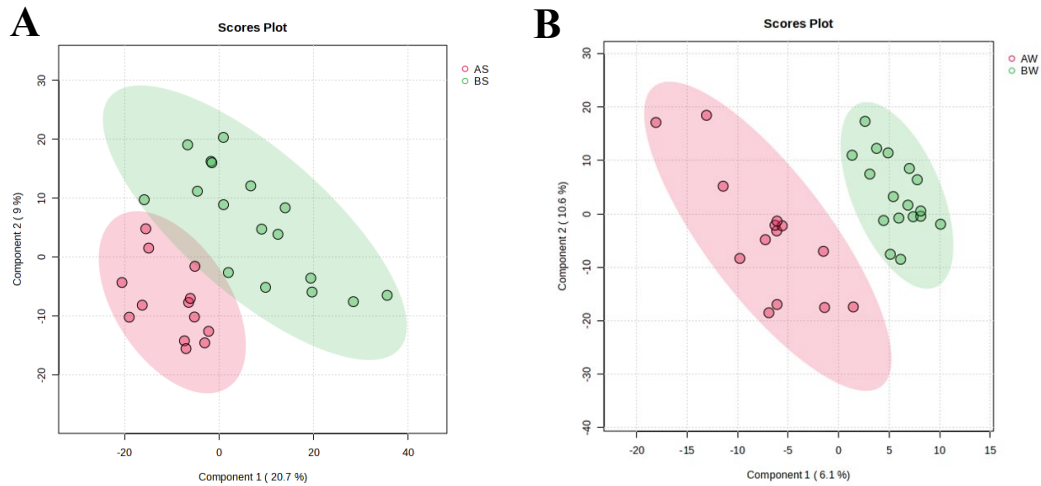 A
Scores Plot
AS
BS
Component 2 ( 9 %)
30
20
10
0
-10
-20
-20
0
20
40
Component 1 ( 20.7 %)
B
Scores Plot
AW
BW
Component 2 ( 10.6 %)
30
20
10
0
-10
-20
-30
-40
-20
-15
-10
-5
0
5
10
15
Component 1 ( 6.1 %)